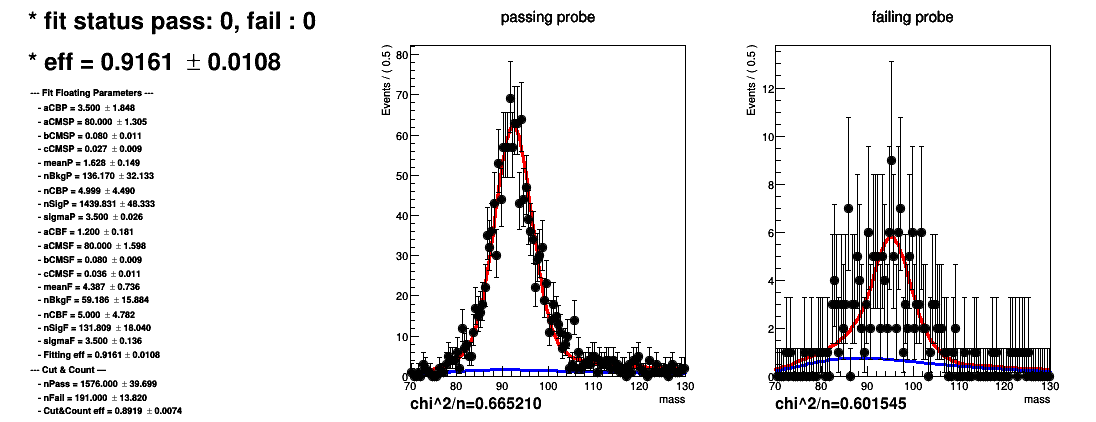 * fit status pass: 0, fail : 0
* eff = 0.9161 ± 0.0108
--- Fit Floating Parameters ---
- aCBP = 3.500 ± 1.848
- aCMSP = 80.000 ± 1.305
- bCMSP = 0.080 ± 0.011
- cCMSP = 0.027 ± 0.009
- meanP = 1.628 ± 0.149
- nBkgP = 136.170 ± 32.133
- nCBP = 4.999 ± 4.490
- nSigP = 1439.831 ± 48.333
- sigmaP = 3.500 ± 0.026
- aCBF = 1.200 ± 0.181
- aCMSF = 80.000 ± 1.598
- bCMSF = 0.080 ± 0.009
- cCMSF = 0.036 ± 0.011
- meanF = 4.387 ± 0.736
- nBkgF = 59.186 ± 15.884
- nCBF = 5.000 ± 4.782
- nSigF = 131.809 ± 18.040
- sigmaF = 3.500 ± 0.136
- Fitting eff = 0.9161 ± 0.0108
--- Cut & Count ---
- nPass = 1576.000 ± 39.699
- nFail = 191.000 ± 13.820
- Cut&Count eff = 0.8919 ± 0.0074
passing probe
Events / ( 0.5 )
80
70
60
50
40
30
20
10
0
70 80 90 100 110 120 130
mass
chi^2/n=0.665210
failing probe
Events / ( 0.5 )
12
10
8
6
4
2
0
70 80 90 100 110 120 130
mass
chi^2/n=0.601545